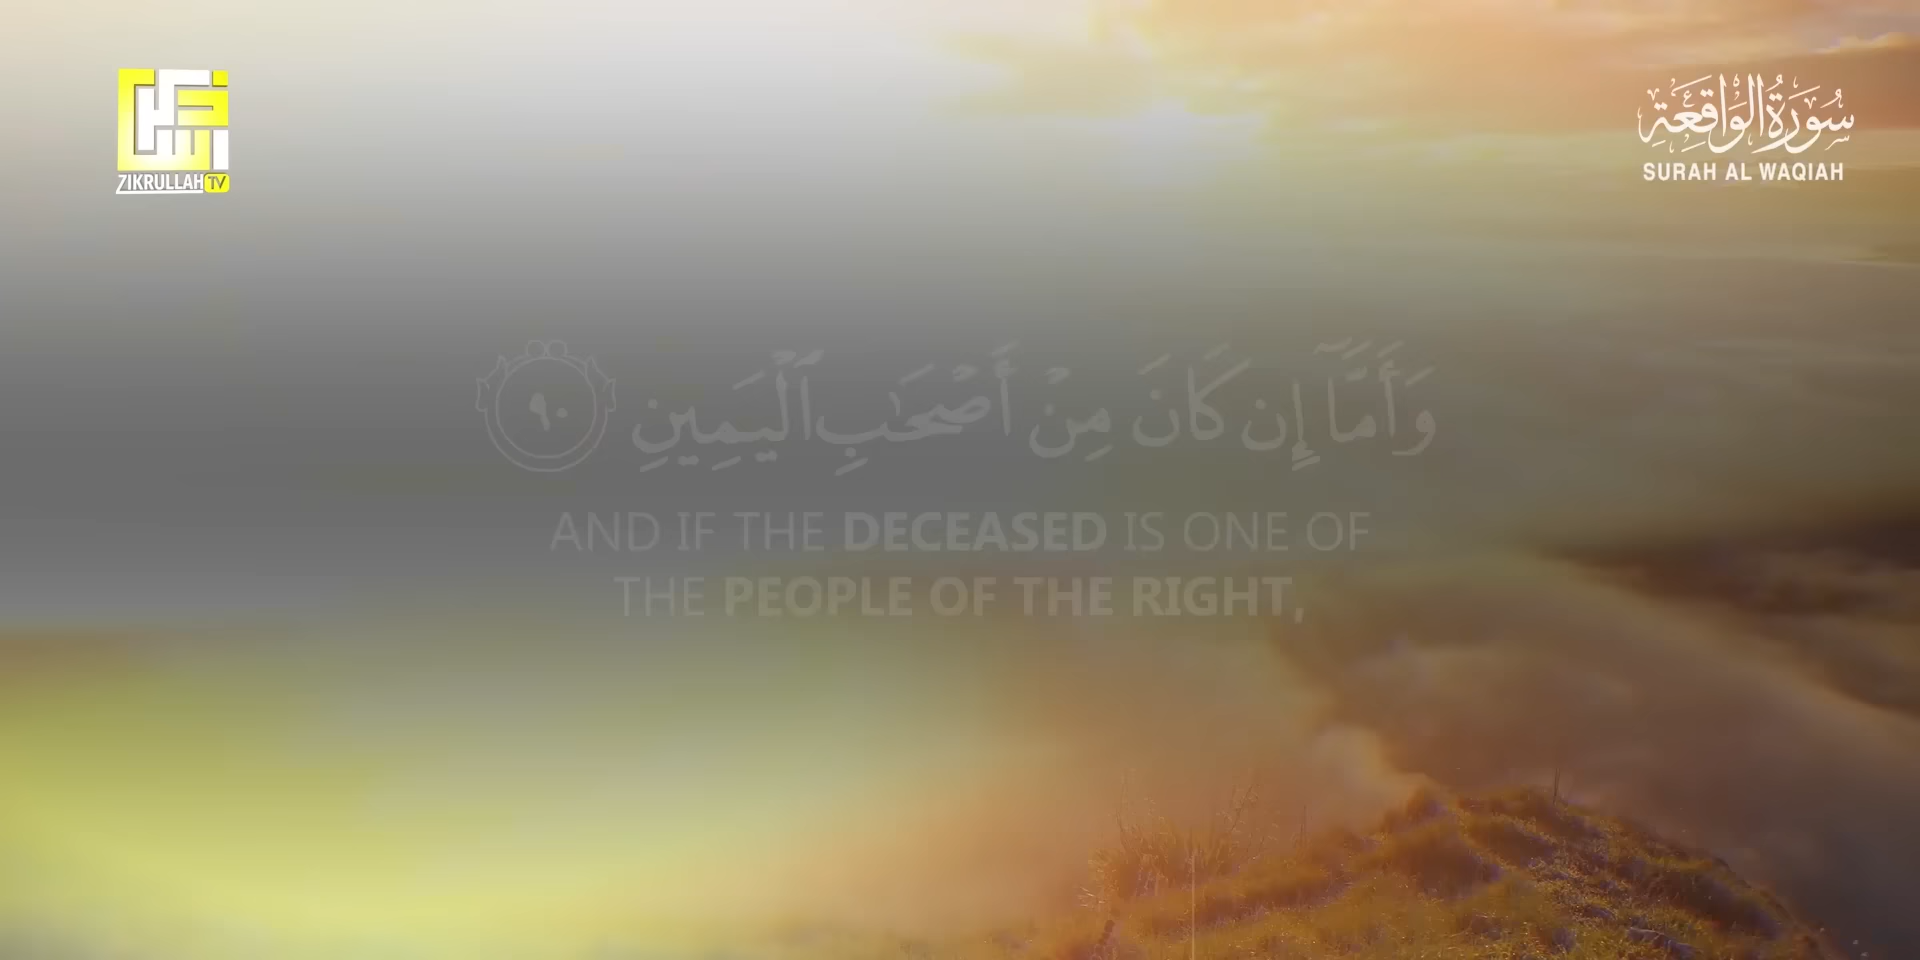 ZIKRULLAH TV
سُورَةُ الْوَاقِعَةِ
SURAH AL WAQIAH
وَأَمَّآ إِن كَانَ مِنْ أَصْحَٰبِ ٱلْيَمِينِ ٩٠
AND IF THE DECEASED IS ONE OF
THE PEOPLE OF THE RIGHT,